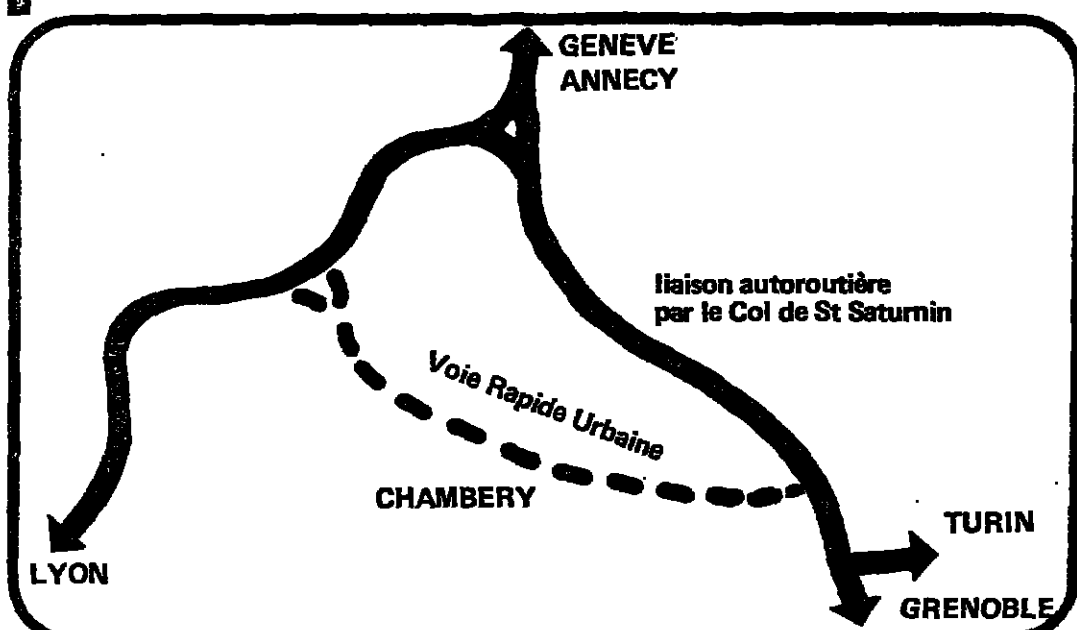 GENEVE
ANNECY
liaison autoroutière
par le Col de St Saturnin
Voie Rapide Urbaine
CHAMBERY
TURIN
LYON
GRENOBLE